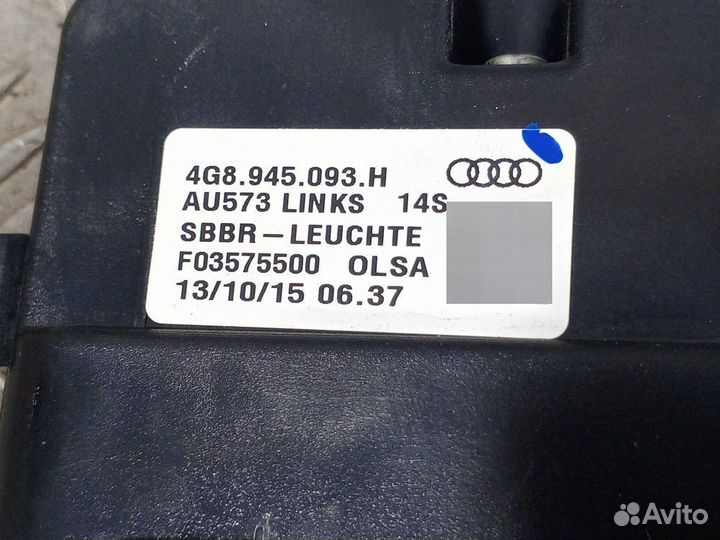 4G8.945.093.H
AU573 LINKS 14S
SBBR-LEUCHTE
F03575500 OLSA
13/10/15 06.37
Avito